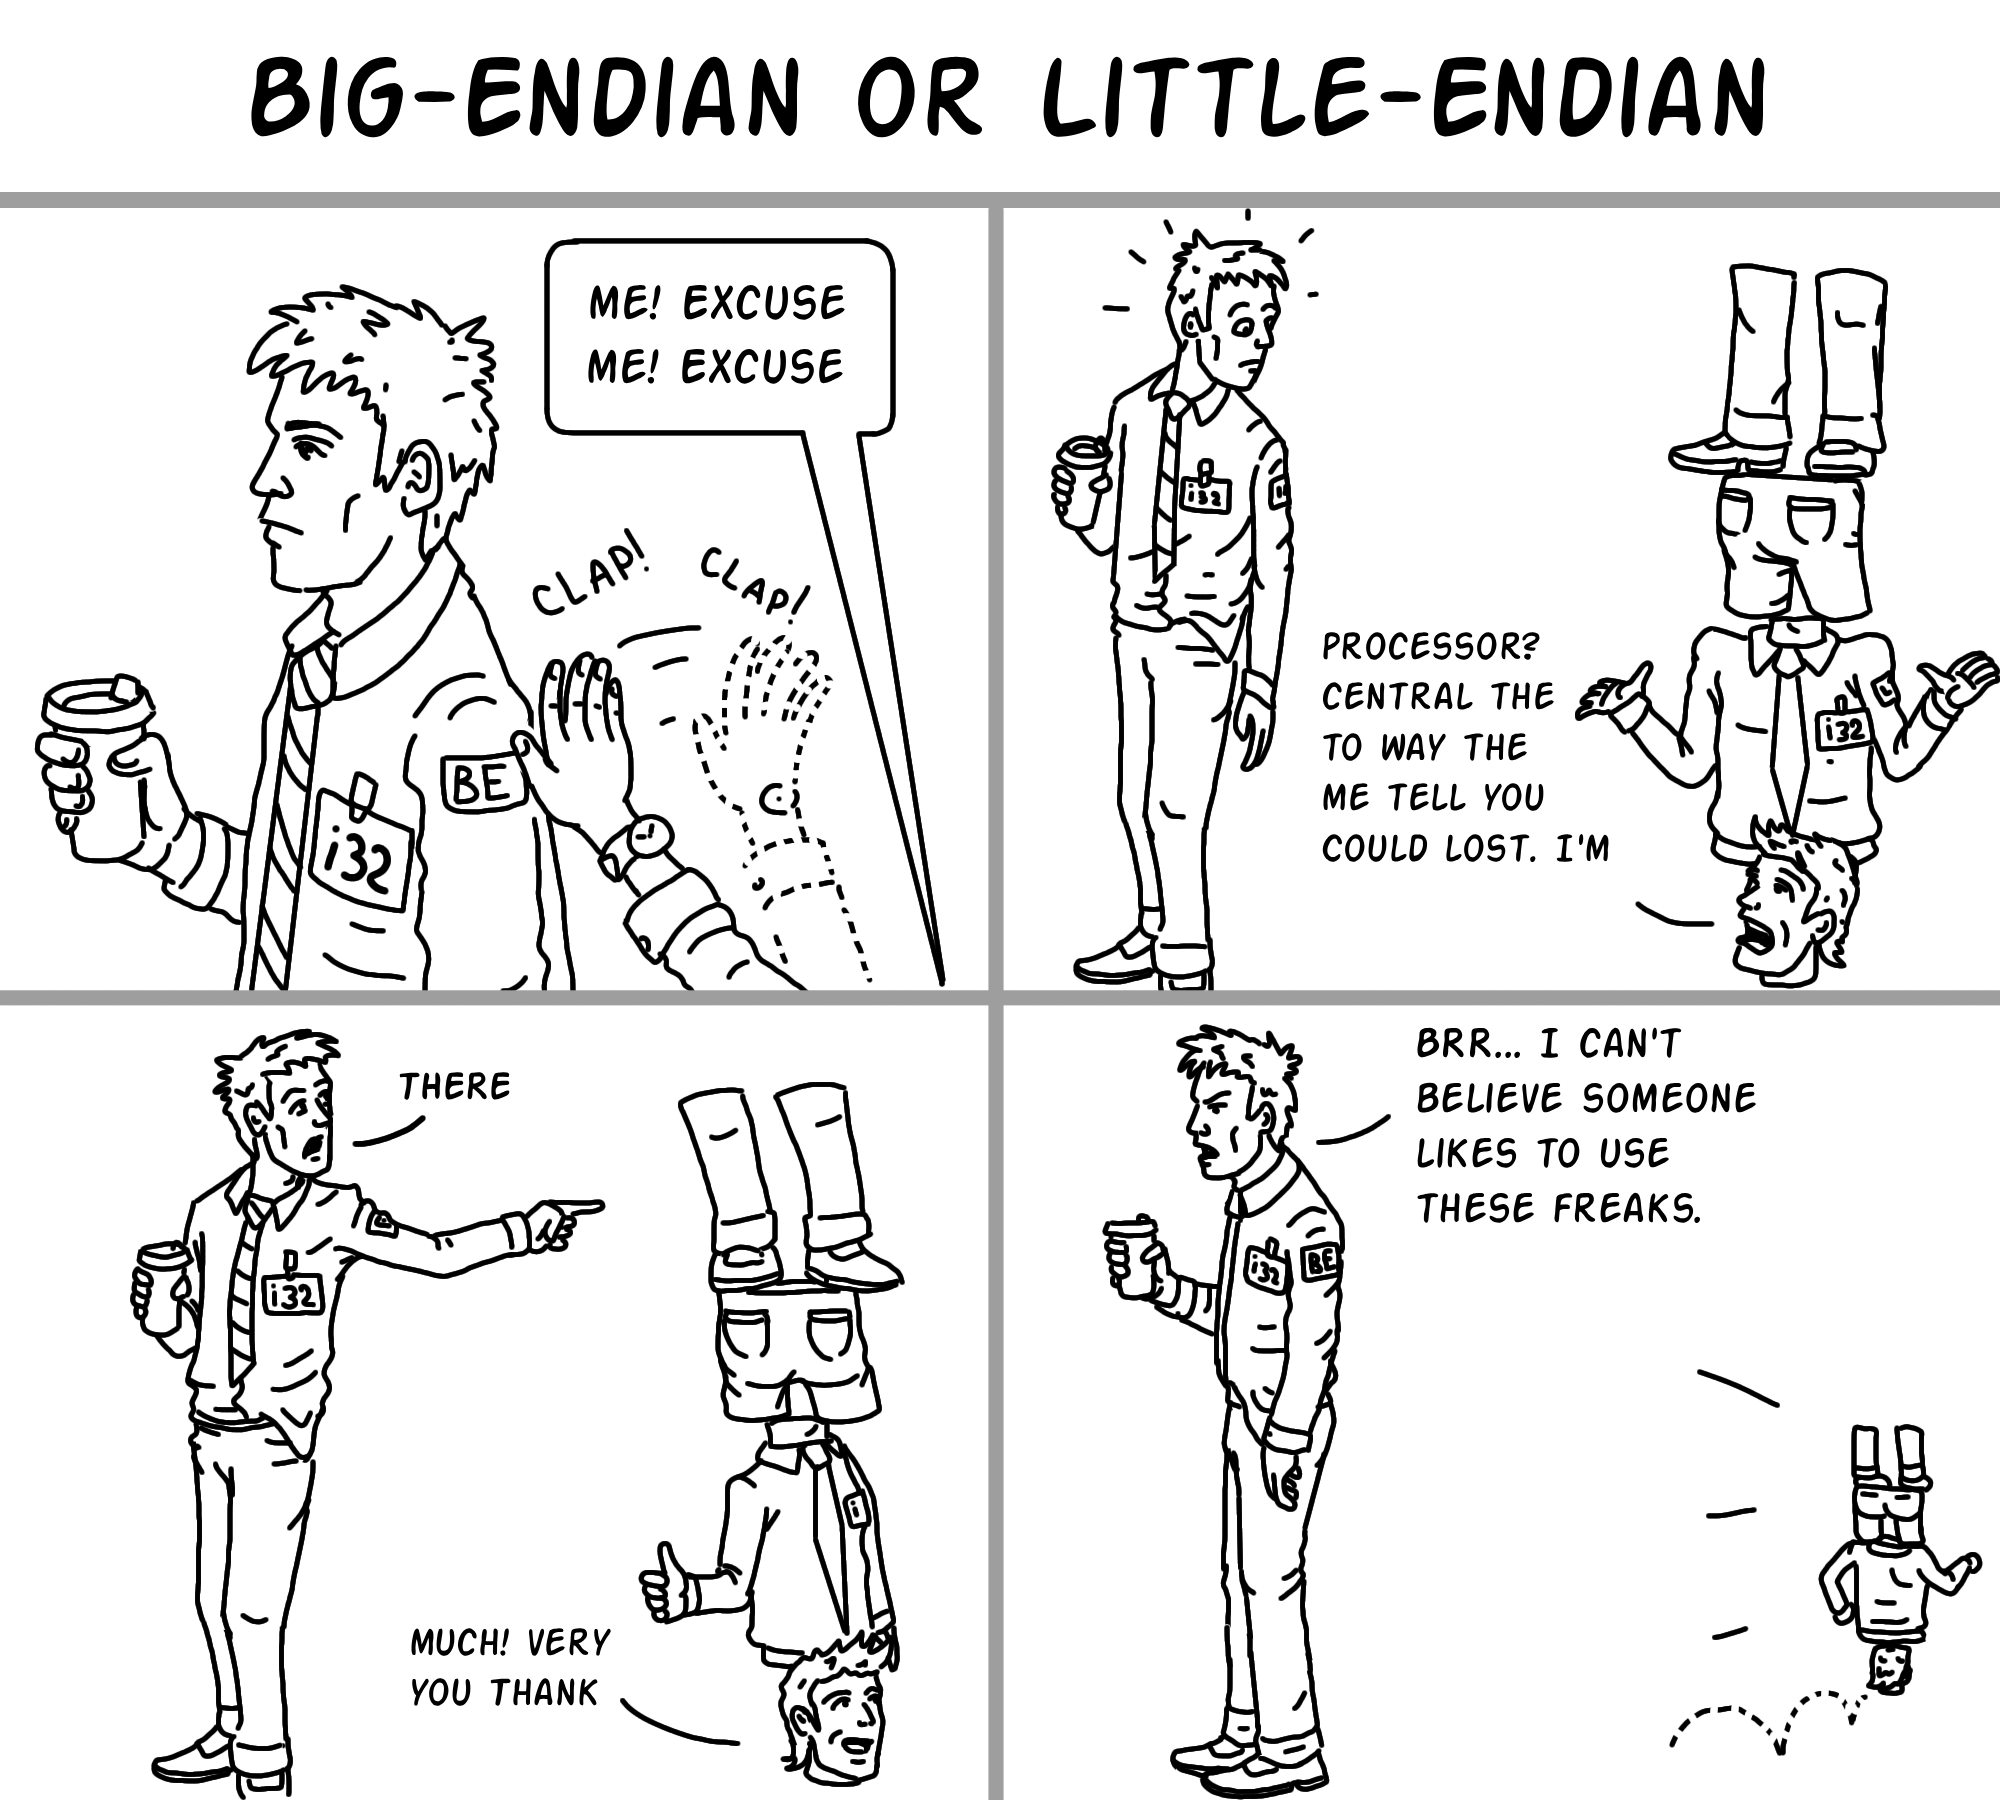 BIG-ENDIAN OR LITTLE-ENDIAN
ME! EXCUSE
ME! EXCUSE
CLAP! CLAP!
BE
i32
i32
PROCESSOR?
CENTRAL THE
TO WAY THE
ME TELL YOU
COULD LOST. I'M
L
i32
THERE
i32
MUCH! VERY
YOU THANK
BRR... I CAN'T
BELIEVE SOMEONE
LIKES TO USE
THESE FREAKS.
i32
BE